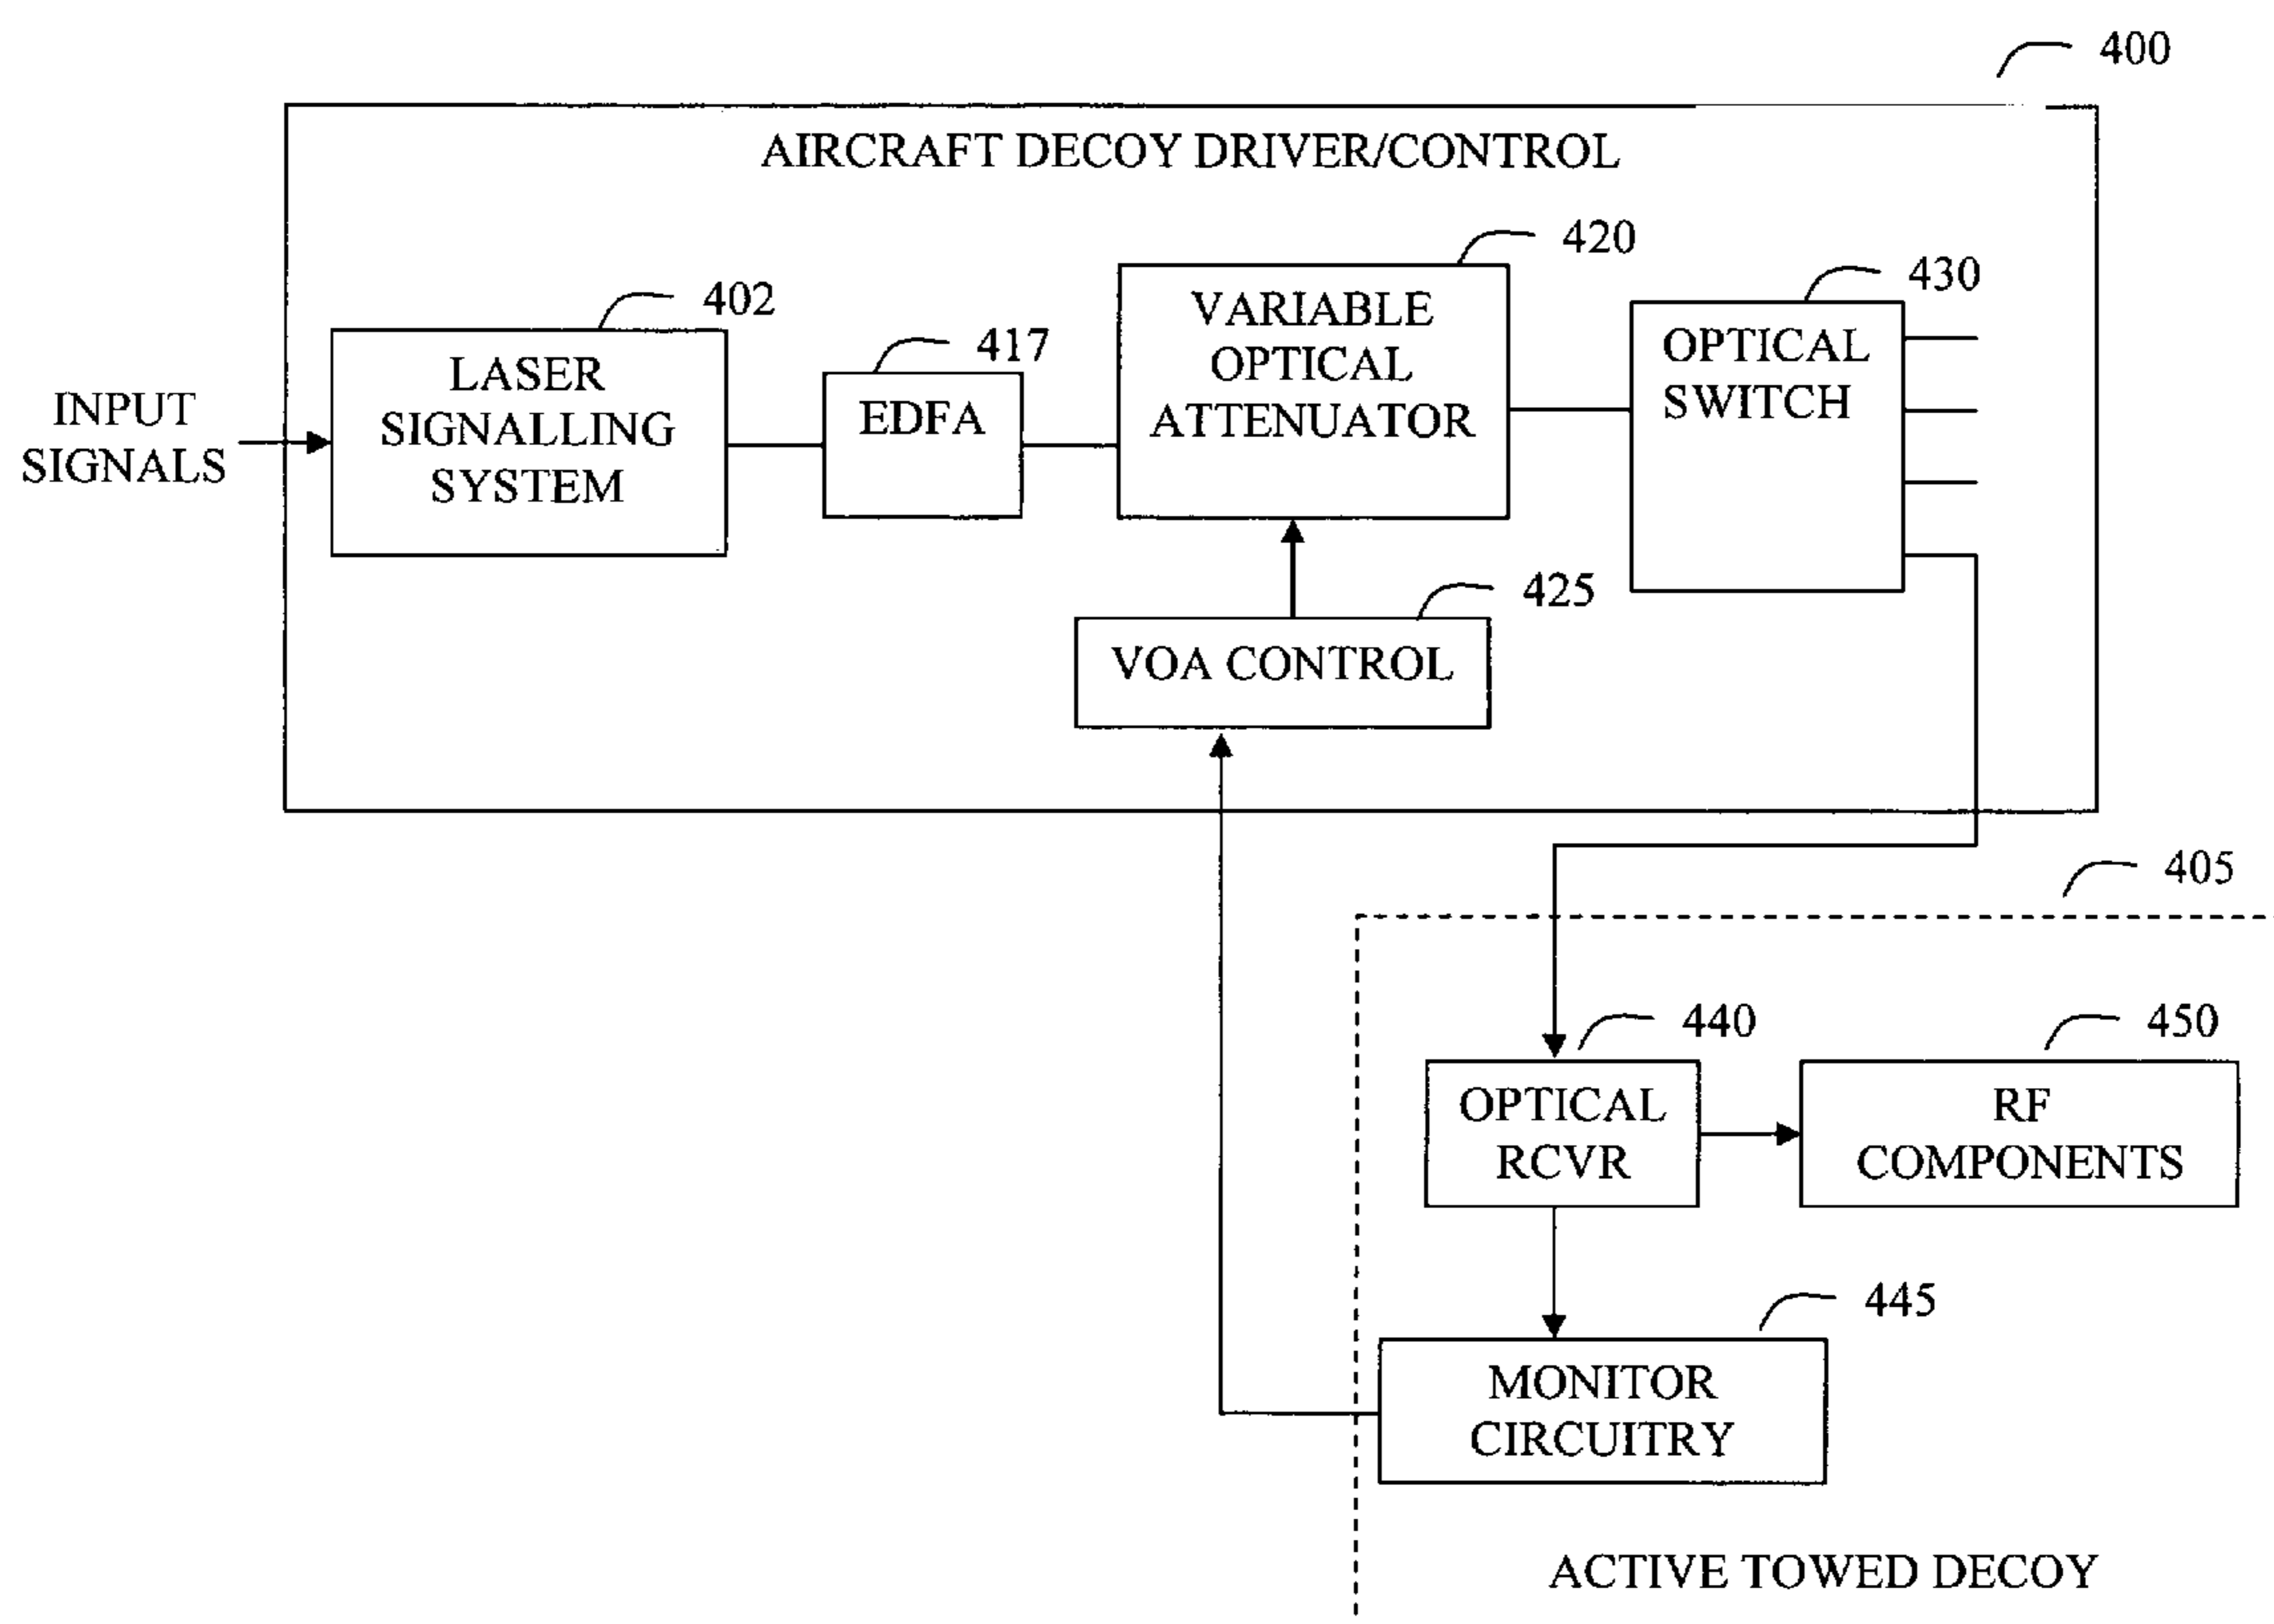 400
AIRCRAFT DECOY DRIVER/CONTROL
420
430
402
417
VARIABLE
OPTICAL
ATTENUATOR
OPTICAL
SWITCH
LASER
SIGNALLING
SYSTEM
EDFA
INPUT
SIGNALS
425
VOA CONTROL
405
440
450
OPTICAL
RCVR
RF
COMPONENTS
445
MONITOR
CIRCUITRY
ACTIVE TOWED DECOY